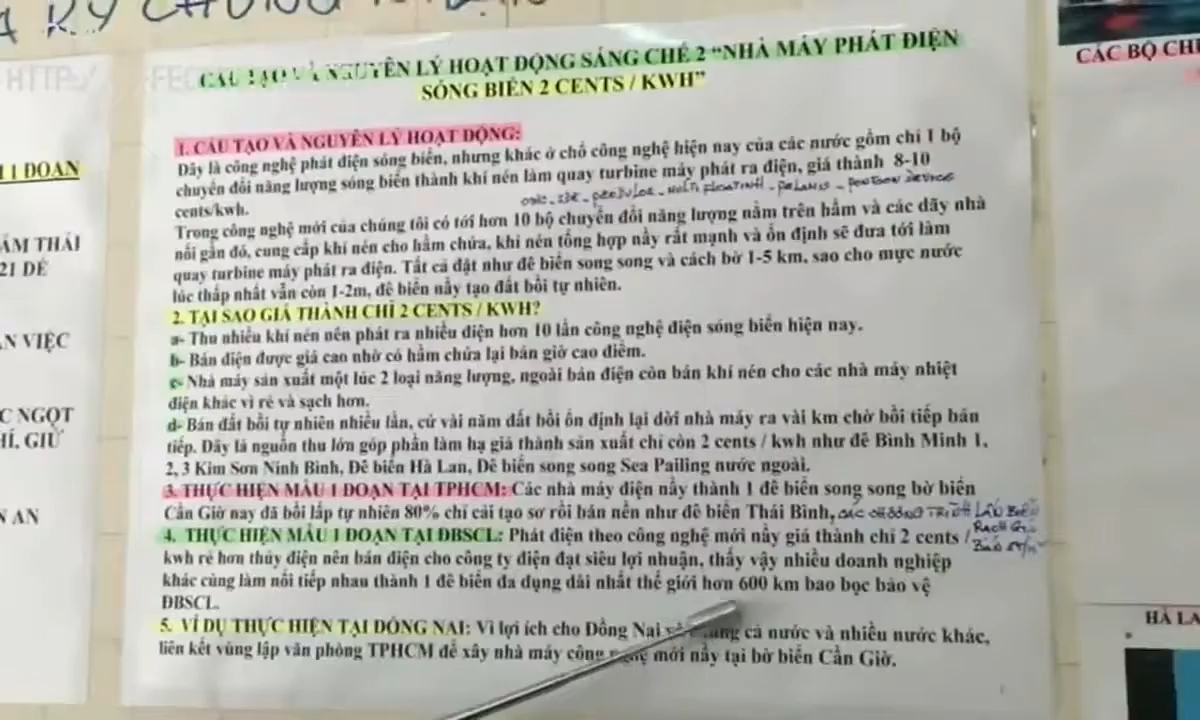 HTTP:/
CẤU TẠO VÀ NGUYÊN LÝ HOẠT ĐỘNG SÁNG CHẾ 2 “NHÀ MÁY PHÁT ĐIỆN
SÓNG BIỂN 2 CENTS / KWH”
1. CẤU TẠO VÀ NGUYÊN LÝ HOẠT ĐỘNG:
Đây là công nghệ phát điện sóng biển, nhưng khác ở chổ công nghệ hiện nay của các nước gồm chỉ 1 bộ
chuyển đổi năng lượng sóng biển thành khí nén làm quay turbine máy phát ra điện, giá thành 8-10
cents/kwh.
Trong công nghệ mới của chúng tôi có tới hơn 10 bộ chuyển đổi năng lượng nằm trên hầm và các dãy nhà
nổi gần đó, cung cấp khí nén cho hầm chứa, khí nén tổng hợp nầy rất mạnh và ổn định sẽ đưa tới làm
quay turbine máy phát ra điện. Tất cả đặt như đê biển song song và cách bờ 1-5 km, sao cho mực nước
lúc thấp nhất vẫn còn 1-2m, đê biển nầy tạo đất bồi tự nhiên.
2. TẠI SAO GIÁ THÀNH CHỈ 2 CENTS / KWH?
a- Thu nhiều khí nén nên phát ra nhiều điện hơn 10 lần công nghệ điện sóng biển hiện nay.
b- Bán điện được giá cao nhờ có hầm chứa lại bán giờ cao điểm.
c- Nhà máy sản xuất một lúc 2 loại năng lượng, ngoài bán điện còn bán khí nén cho các nhà máy nhiệt
điện khác vì rẻ và sạch hơn.
d- Bán đất bồi tự nhiên nhiều lần, cứ vài năm đất bồi ổn định lại dời nhà máy ra vài km chờ bồi tiếp bán
tiếp. Đây là nguồn thu lớn góp phần làm hạ giá thành sản xuất chỉ còn 2 cents / kwh như đê Bình Minh 1,
2, 3 Kim Sơn Ninh Bình, Đê biển Hà Lan, Đê biển song song Sea Pailing nước ngoài.
3. THỰC HIỆN MẪU 1 ĐOẠN TẠI TPHCM: Các nhà máy điện nầy thành 1 đê biển song song bờ biển
Cần Giờ nay đã bồi lấp tự nhiên 80% chỉ cải tạo sơ rồi bán nền như đê biển Thái Bình, CÁC CHƯƠNG TRÌNH LẤN BIỂN
RẠCH GIÁ
4. THỰC HIỆN MẪU 1 ĐOẠN TẠI ĐBSCL: Phát điện theo công nghệ mới nầy giá thành chỉ 2 cents /
kwh rẻ hơn thủy điện nên bán điện cho công ty điện đạt siêu lợi nhuận, thấy vậy nhiều doanh nghiệp
khác cùng làm nối tiếp nhau thành 1 đê biển đa dụng dài nhất thế giới hơn 600 km bao bọc bảo vệ
ĐBSCL.
5. VÍ DỤ THỰC HIỆN TẠI ĐỒNG NAI: Vì lợi ích cho Đồng Nai cả nước và nhiều nước khác,
liên kết vùng lập văn phòng TPHCM để xây nhà máy công nghệ mới nầy tại bờ biển Cần Giờ.
1 ĐOẠN
21 ĐÊ
VIỆC
NGỌT
GIỮ
AN
CÁC BỘ
HÀ LA